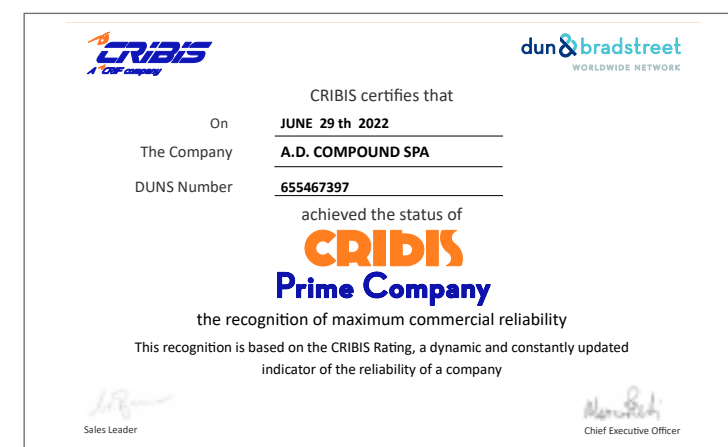 CRIBIS
A CRIF company
dun & bradstreet
WORLDWIDE NETWORK
CRIBIS certifies that
On JUNE 29 th 2022
The Company A.D. COMPOUND SPA
DUNS Number 655467397
achieved the status of
CRIBIS
Prime Company
the recognition of maximum commercial reliability
This recognition is based on the CRIBIS Rating, a dynamic and constantly updated
indicator of the reliability of a company
Sales Leader
Chief Executive Officer